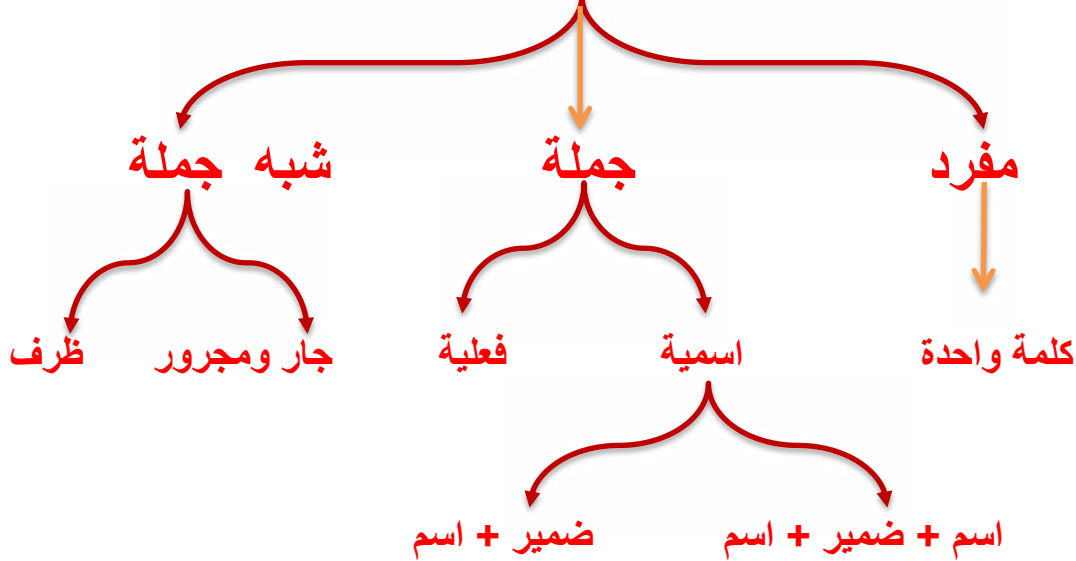 مفرد جملة شبه جملة
كلمة واحدة اسمية فعلية جار ومجرور ظرف
اسم + ضمير + اسم ضمير + اسم